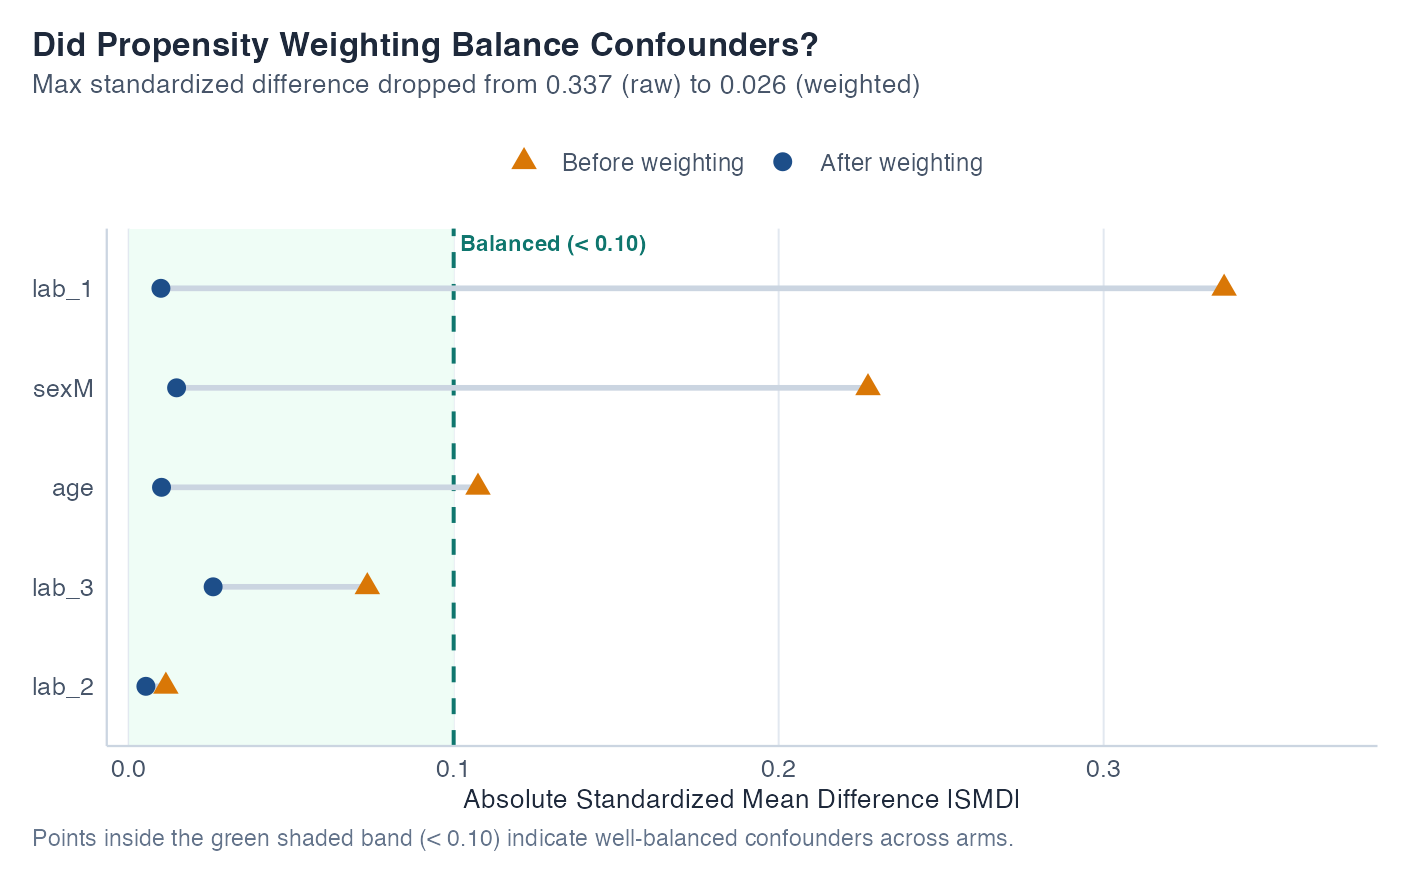 Did Propensity Weighting Balance Confounders?
Max standardized difference dropped from 0.337 (raw) to 0.026 (weighted)
Before weighting After weighting
Balanced (< 0.10)
lab_1
sexM
age
lab_3
lab_2
0.0 0.1 0.2 0.3
Absolute Standardized Mean Difference |SMD|
Points inside the green shaded band (< 0.10) indicate well-balanced confounders across arms.